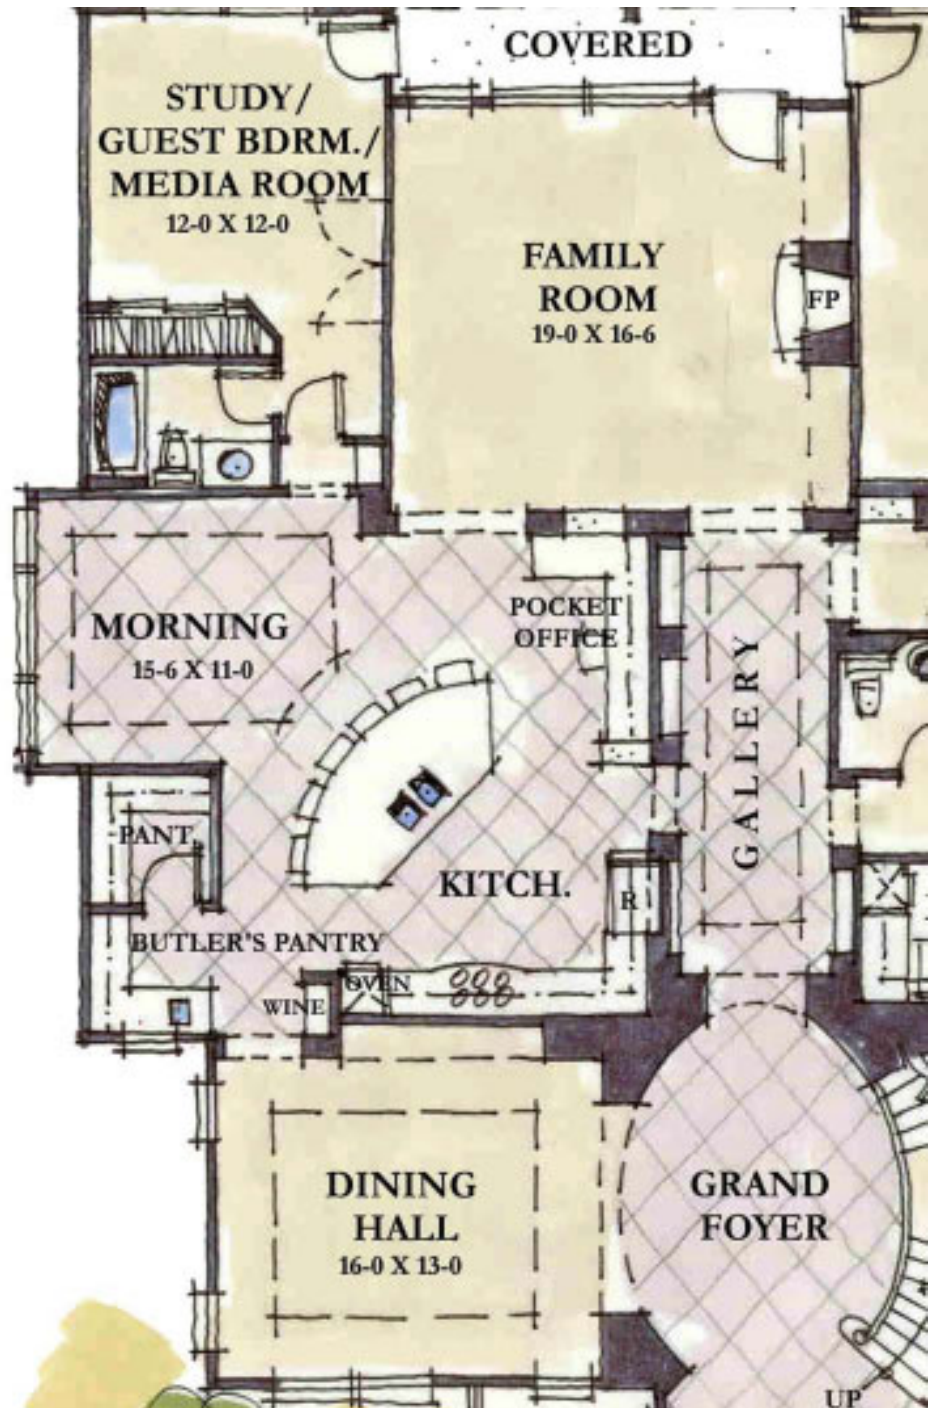 COVERED
STUDY/
GUEST BDRM./
MEDIA ROOM
12-0 X 12-0
FAMILY
ROOM
19-0 X 16-6
FP
MORNING
15-6 X 11-0
POCKET
OFFICE
GALLERY
PANT.
KITCH.
R
BUTLER'S PANTRY
OVEN
WINE
DINING
HALL
16-0 X 13-0
GRAND
FOYER
UP